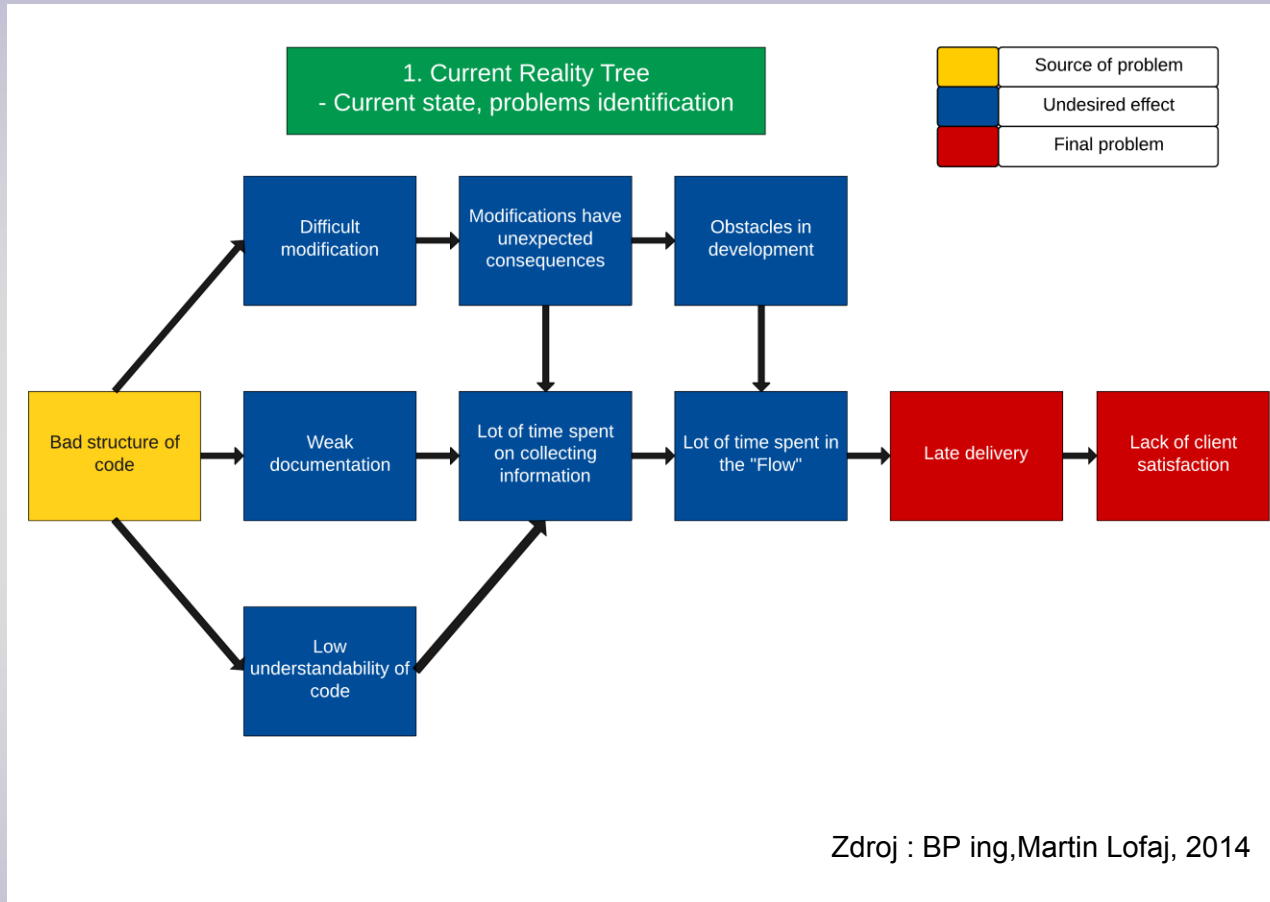 1. Current Reality Tree
- Current state, problems identification
Source of problem
Undesired effect
Final problem
Difficult
modification
Modifications have
unexpected
consequences
Obstacles in
development
Bad structure of
code
Weak
documentation
Lot of time spent
on collecting
information
Lot of time spent in
the "Flow"
Late delivery
Lack of client
satisfaction
Low
understandability of
code
Zdroj : BP ing,Martin Lofaj, 2014